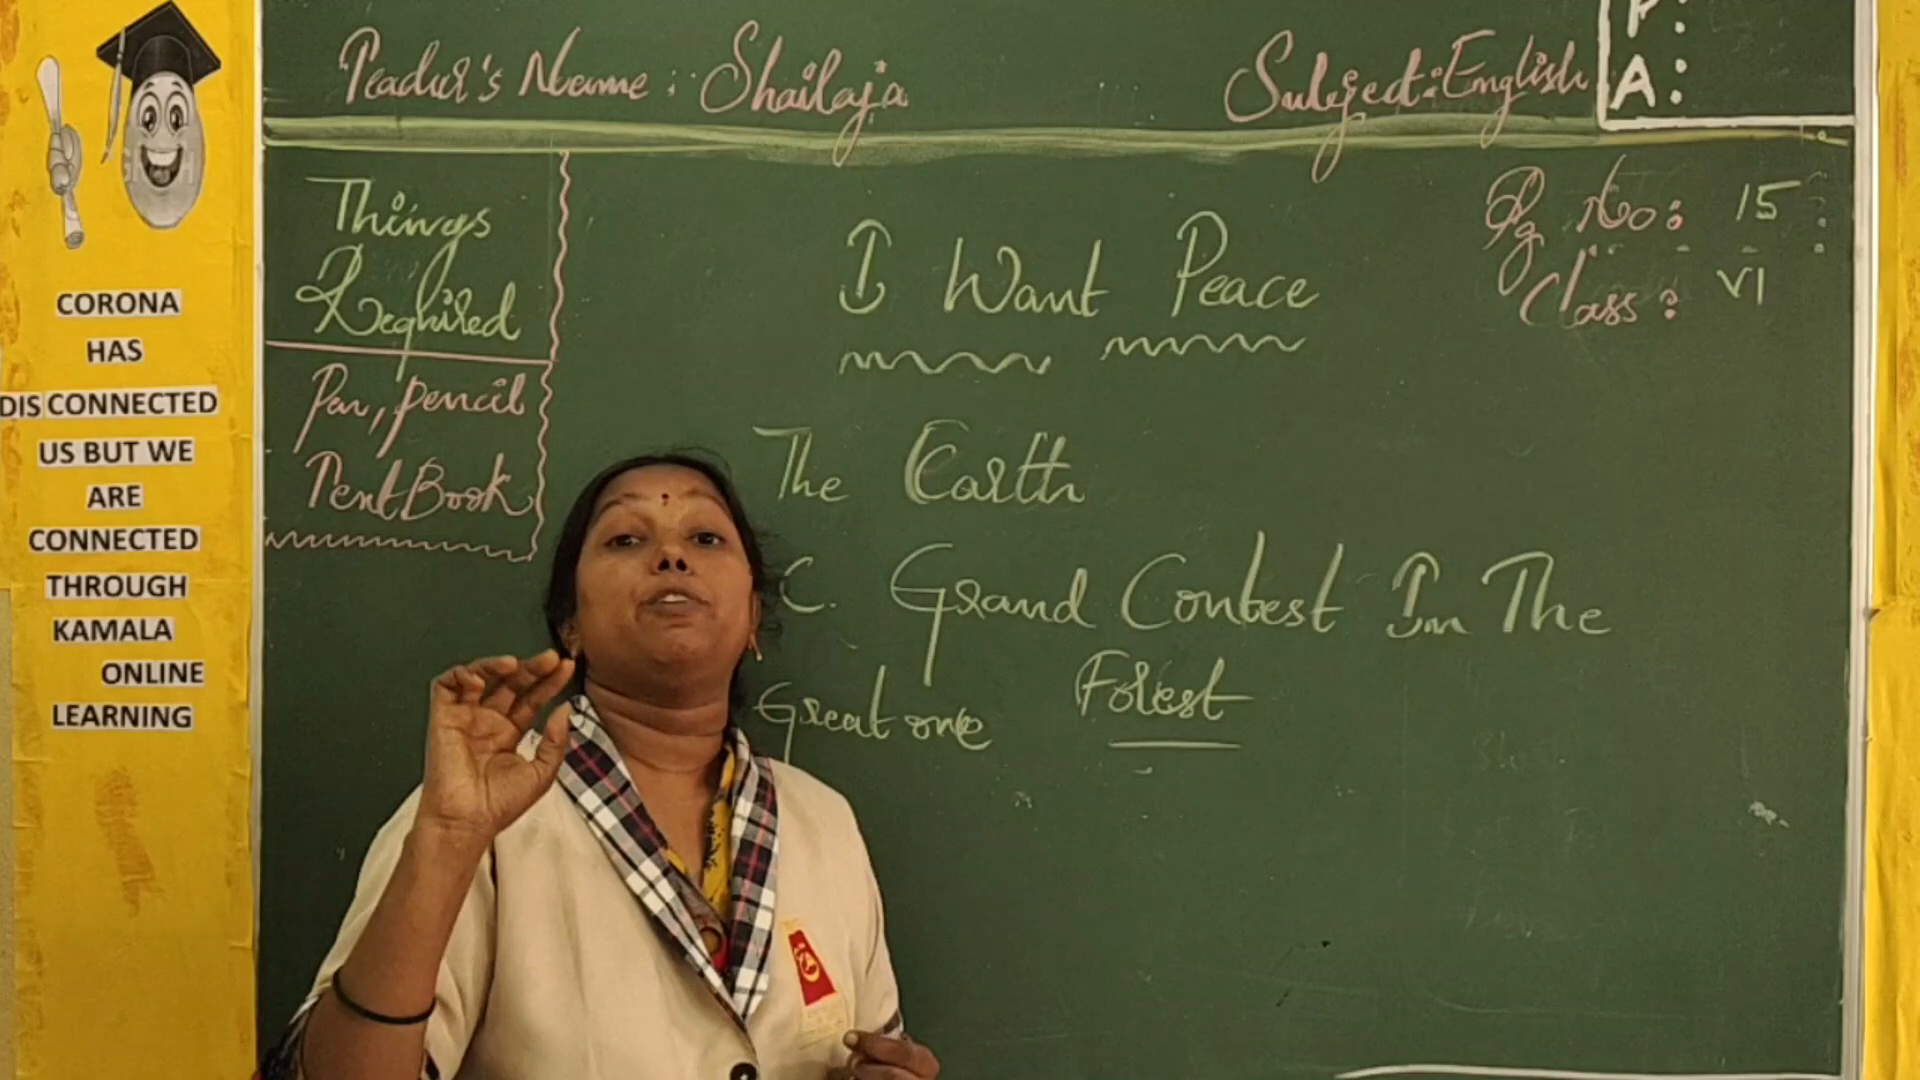 CORONA
HAS
DIS CONNECTED
US BUT WE
ARE
CONNECTED
THROUGH
KAMALA
ONLINE
LEARNING
Name : Shailaja
Subject : English
P :
A :
Things
Required
Pen, pencil
Text Book
Pg No : 15
Class : VI
I Want Peace
The Earth
C. Grand Contest In The
Forest
Great one